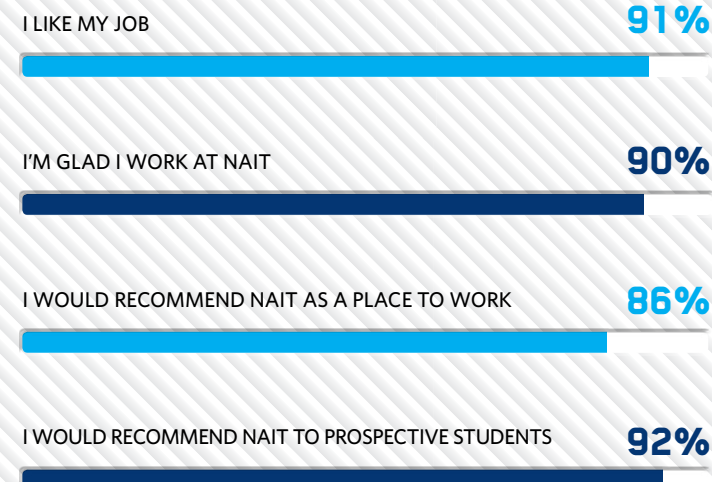 I LIKE MY JOB 91%
I'M GLAD I WORK AT NAIT 90%
I WOULD RECOMMEND NAIT AS A PLACE TO WORK 86%
I WOULD RECOMMEND NAIT TO PROSPECTIVE STUDENTS 92%